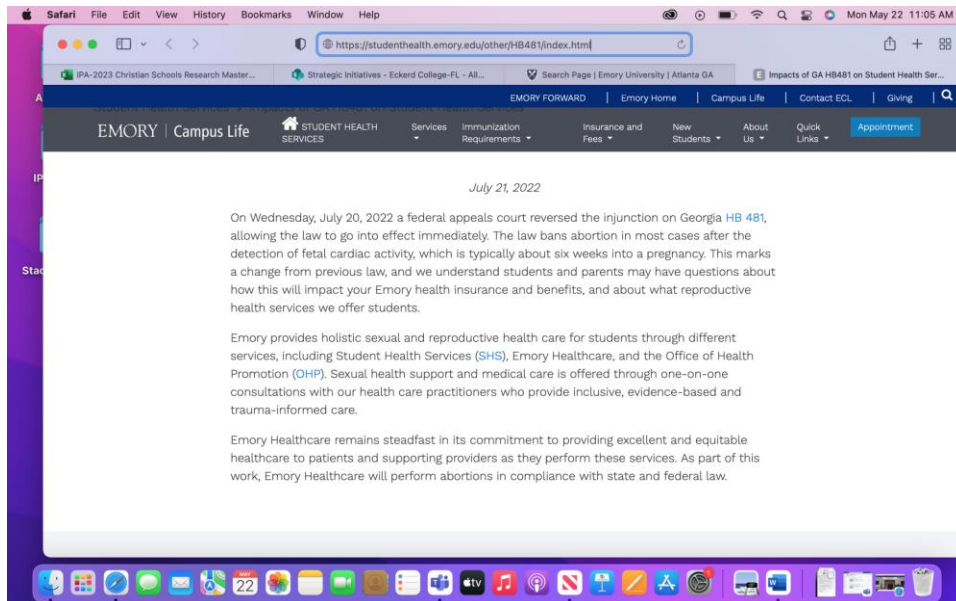 Safari File Edit View History Bookmarks Window Help Mon May 22 11:05 AM
https://studenthealth.emory.edu/other/HB481/index.html
IPA-2023 Christian Schools Research Master... Strategic Initiatives - Eckerd College-FL - All... Search Page | Emory University | Atlanta GA Impacts of GA HB481 on Student Health Ser...
EMORY FORWARD | Emory Home | Campus Life | Contact ECL | Giving |
EMORY | Campus Life
STUDENT HEALTH SERVICES
Services
Immunization Requirements
Insurance and Fees
New Students
About Us
Quick Links
Appointment
July 21, 2022
On Wednesday, July 20, 2022 a federal appeals court reversed the injunction on Georgia HB 481,
allowing the law to go into effect immediately. The law bans abortion in most cases after the
detection of fetal cardiac activity, which is typically about six weeks into a pregnancy. This marks
a change from previous law, and we understand students and parents may have questions about
how this will impact your Emory health insurance and benefits, and about what reproductive
health services we offer students.
Emory provides holistic sexual and reproductive health care for students through different
services, including Student Health Services (SHS), Emory Healthcare, and the Office of Health
Promotion (OHP). Sexual health support and medical care is offered through one-on-one
consultations with our health care practitioners who provide inclusive, evidence-based and
trauma-informed care.
Emory Healthcare remains steadfast in its commitment to providing excellent and equitable
healthcare to patients and supporting providers as they perform these services. As part of this
work, Emory Healthcare will perform abortions in compliance with state and federal law.
MAY
22
tv